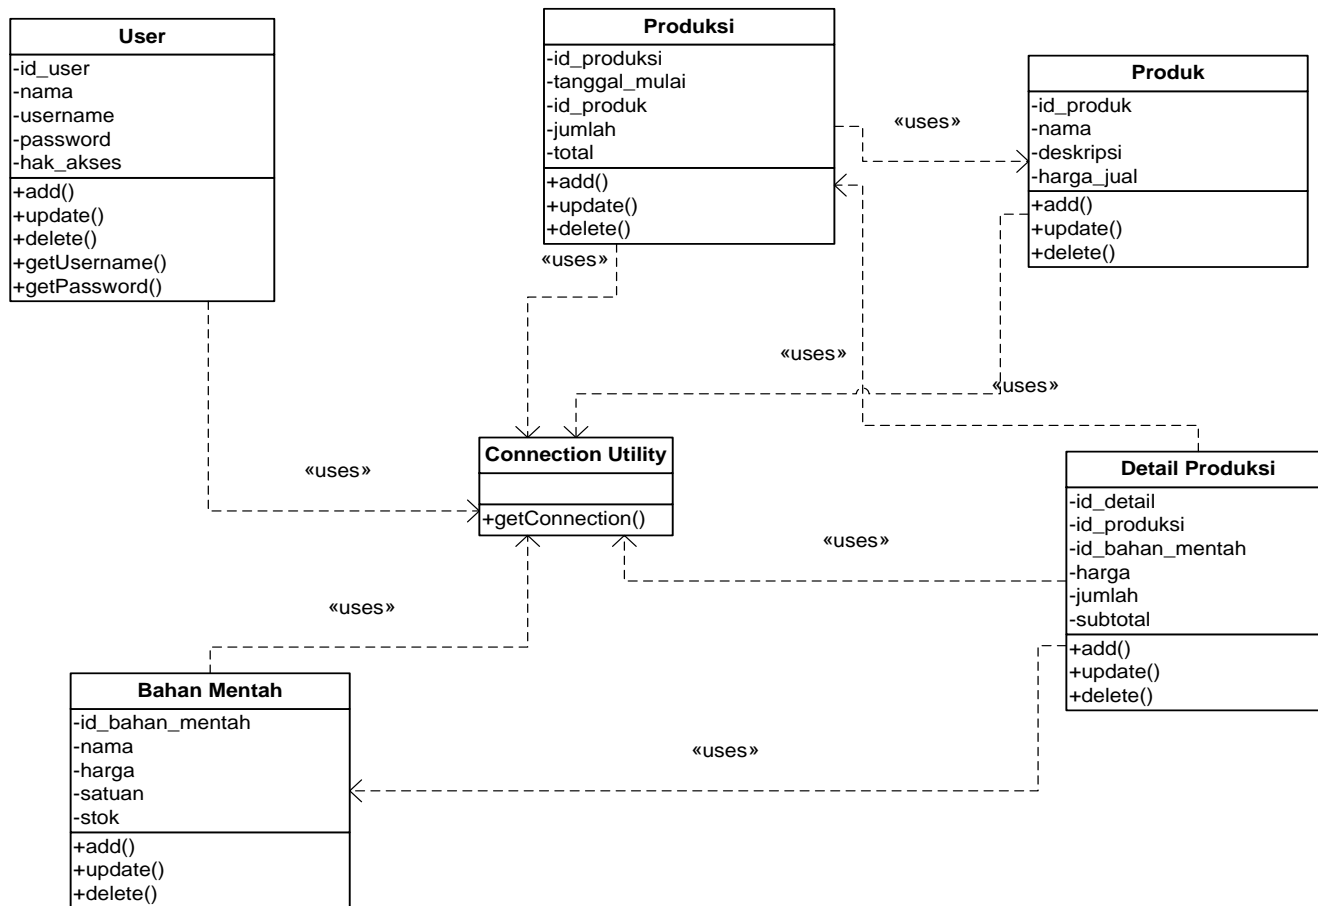 User
-id_user
-nama
-username
-password
-hak_akses
+add()
+update()
+delete()
+getUsername()
+getPassword()
Produksi
-id_produksi
-tanggal_mulai
-id_produk
-jumlah
-total
+add()
+update()
+delete()
«uses»
Produk
-id_produk
-nama
-deskripsi
-harga_jual
+add()
+update()
+delete()
«uses»
«uses»
«uses»
«uses»
Connection Utility
+getConnection()
Detail Produksi
-id_detail
-id_produksi
-id_bahan_mentah
-harga
-jumlah
-subtotal
+add()
+update()
+delete()
«uses»
«uses»
Bahan Mentah
-id_bahan_mentah
-nama
-harga
-satuan
-stok
+add()
+update()
+delete()
«uses»